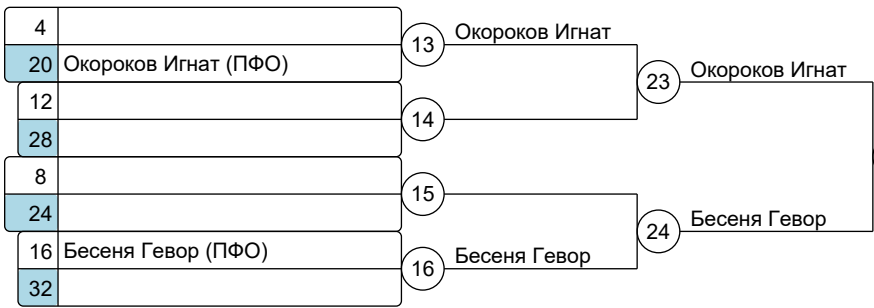 4
20 Окороков Игнат (ПФО)
12
28
8
24
16 Бесеня Гевор (ПФО)
32
13 Окороков Игнат
14
15
16 Бесеня Гевор
23 Окороков Игнат
24 Бесеня Гевор